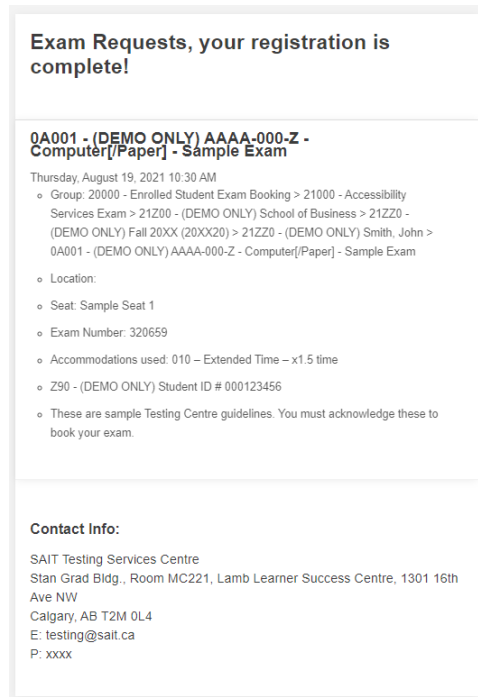 Exam Requests, your registration is
complete!
0A001 - (DEMO ONLY) AAAA-000-Z -
Computer[/Paper] - Sample Exam
Thursday, August 19, 2021 10:30 AM
Group: 20000 - Enrolled Student Exam Booking > 21000 - Accessibility
Services Exam > 21Z00 - (DEMO ONLY) School of Business > 21ZZ0 -
(DEMO ONLY) Fall 20XX (20XX20) > 21ZZ0 - (DEMO ONLY) Smith, John >
0A001 - (DEMO ONLY) AAAA-000-Z - Computer[/Paper] - Sample Exam
Location:
Seat: Sample Seat 1
Exam Number: 320659
Accommodations used: 010 – Extended Time – x1.5 time
Z90 - (DEMO ONLY) Student ID # 000123456
These are sample Testing Centre guidelines. You must acknowledge these to
book your exam.
Contact Info:
SAIT Testing Services Centre
Stan Grad Bldg., Room MC221, Lamb Learner Success Centre, 1301 16th
Ave NW
Calgary, AB T2M 0L4
E: testing@sait.ca
P: xxxx